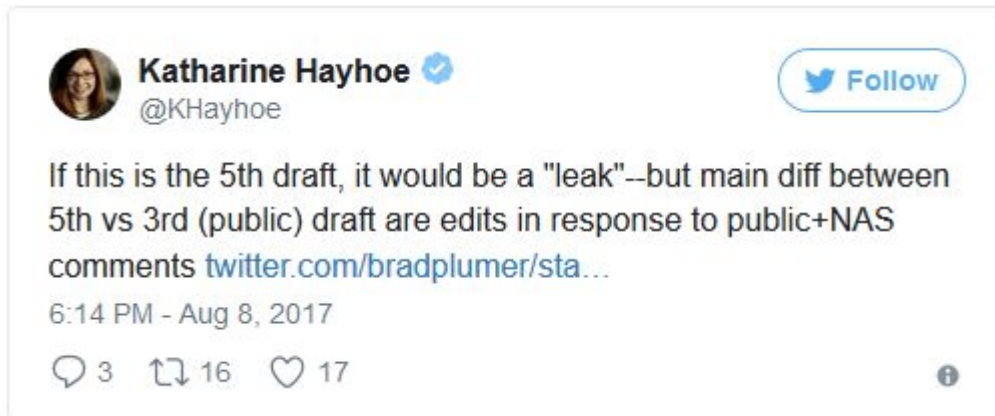 Katharine Hayhoe
@KHayhoe
Follow
If this is the 5th draft, it would be a "leak"--but main diff between
5th vs 3rd (public) draft are edits in response to public+NAS
comments twitter.com/bradplumer/sta…
6:14 PM - Aug 8, 2017
3 16 17